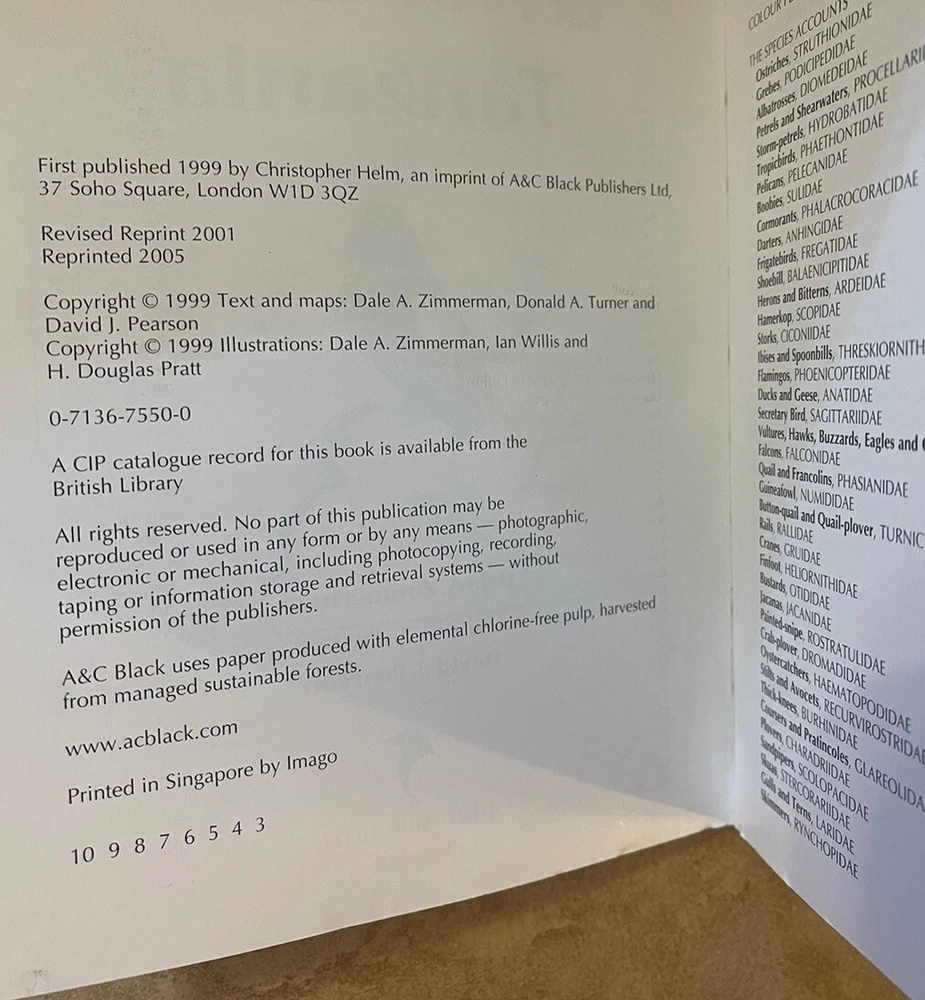 First published 1999 by Christopher Helm, an imprint of A&C Black Publishers Ltd,
37 Soho Square, London W1D 3QZ
Revised Reprint 2001
Reprinted 2005
Copyright © 1999 Text and maps: Dale A. Zimmerman, Donald A. Turner and
David J. Pearson
Copyright © 1999 Illustrations: Dale A. Zimmerman, Ian Willis and
H. Douglas Pratt
0-7136-7550-0
A CIP catalogue record for this book is available from the
British Library
All rights reserved. No part of this publication may be
reproduced or used in any form or by any means — photographic,
electronic or mechanical, including photocopying, recording,
taping or information storage and retrieval systems — without
permission of the publishers.
A&C Black uses paper produced with elemental chlorine-free pulp, harvested
from managed sustainable forests.
www.acblack.com
Printed in Singapore by Imago
10 9 8 7 6 5 4 3
THE SPECIES ACCOUNTS
Ostriches, STRUTHIONIDAE
Grebes, PODICIPEDIDAE
Albatrosses, DIOMEDEIDAE
Petrels and Shearwaters,
Storm-petrels, HYDROBATIDAE
Tropicbirds, PHAETHONTIDAE
Pelicans, PELECANIDAE
Boobies, SULIDAE
Cormorants, PHALACROCORACIDAE
Darters, ANHINGIDAE
Frigatebirds, FREGATIDAE
Shoebill, BALAENICIPITIDAE
Herons and Bitterns, ARDEIDAE
Hamerkop, SCOPIDAE
Storks, CICONIIDAE
Ibises and Spoonbills, THRESKIORNITH
Flamingos, PHOENICOPTERIDAE
Ducks and Geese, ANATIDAE
Secretary Bird, SAGITTARIIDAE
Vultures, Hawks, Buzzards, Eagles and
Falcons, FALCONIDAE
Quail and Francolins, PHASIANIDAE
Guineafowl, NUMIDIDAE
Button-quail and Quail-plover, TURNIC
Rails, RALLIDAE
Cranes, GRUIDAE
Finfoot, HELIORNITHIDAE
Bustards, OTIDIDAE
Jacanas, JACANIDAE
Painted-snipe, ROSTRATULIDAE
Crab-plover, DROMADIDAE
Oystercatchers, HAEMATOPODIDAE
Stilts and Avocets, RECURVIROSTRIDAE
Thick-knees, BURHINIDAE
Coursers and Pratincoles, GLAREOLIDA
Plovers, CHARADRIIDAE
Sandpipers, SCOLOPACIDAE
Skuas, STERCORARIIDAE
Gulls and Terns, LARIDAE
Skimmers, RYNCHOPIDAE